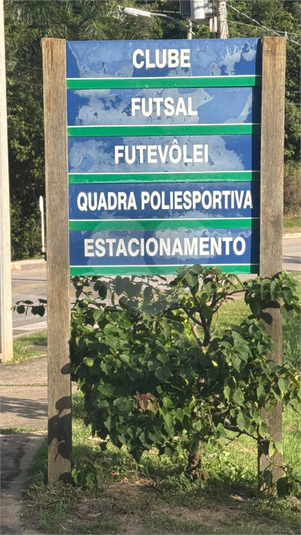 CLUBE
FUTSAL
FUTEVÔLEI
QUADRA POLIESPORTIVA
ESTACIONAMENTO